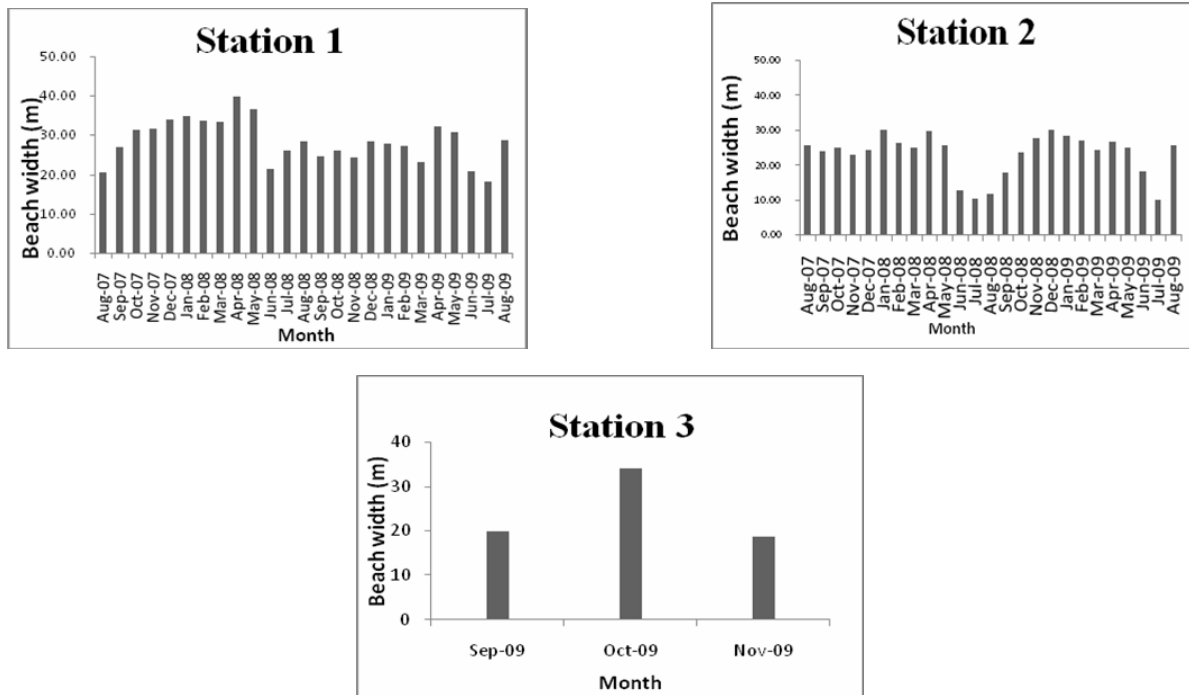 Station 1
50.00
40.00
30.00
20.00
10.00
0.00
Beach width (m)
Aug-07
Sep-07
Oct-07
Nov-07
Dec-07
Jan-08
Feb-08
Mar-08
Apr-08
May-08
Jun-08
Jul-08
Aug-08
Sep-08
Oct-08
Nov-08
Dec-08
Jan-09
Feb-09
Mar-09
Apr-09
May-09
Jun-09
Jul-09
Aug-09
Month
Station 2
50.00
40.00
30.00
20.00
10.00
0.00
Beach width (m)
Aug-07
Sep-07
Oct-07
Nov-07
Dec-07
Jan-08
Feb-08
Mar-08
Apr-08
May-08
Jun-08
Jul-08
Aug-08
Sep-08
Oct-08
Nov-08
Dec-08
Jan-09
Feb-09
Mar-09
Apr-09
May-09
Jun-09
Jul-09
Aug-09
Month
Station 3
40
30
20
10
0
Beach width (m)
Sep-09
Oct-09
Nov-09
Month